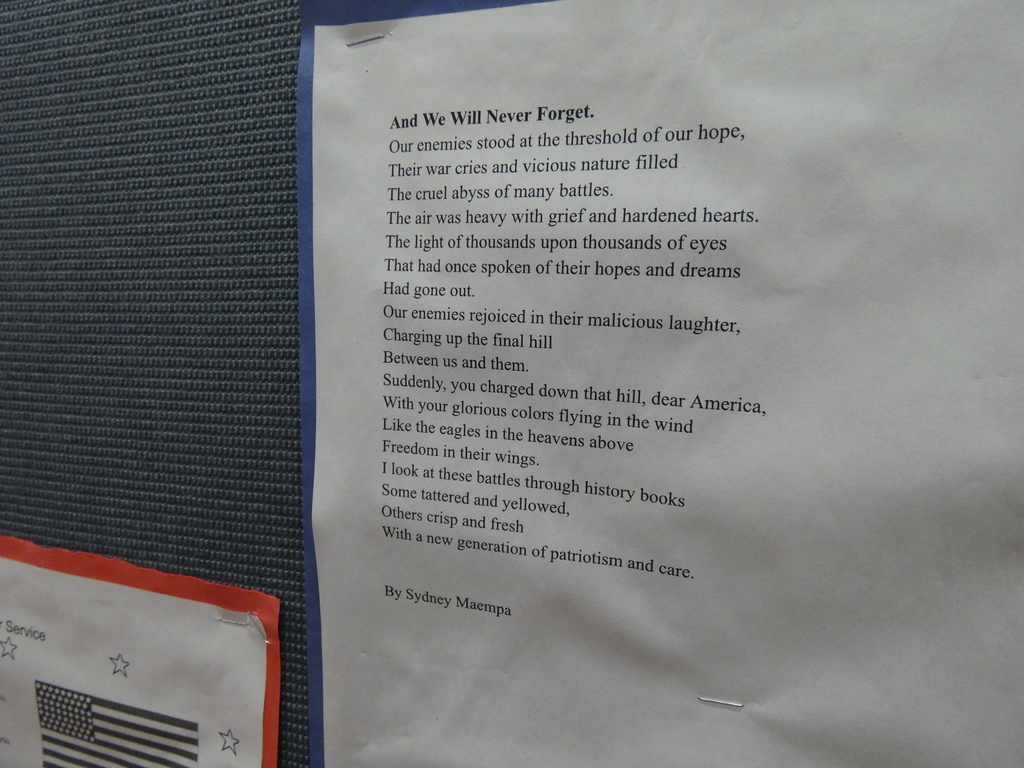 And We Will Never Forget.
Our enemies stood at the threshold of our hope,
Their war cries and vicious nature filled
The cruel abyss of many battles.
The air was heavy with grief and hardened hearts.
The light of thousands upon thousands of eyes
That had once spoken of their hopes and dreams
Had gone out.
Our enemies rejoiced in their malicious laughter,
Charging up the final hill
Between us and them.
Suddenly, you charged down that hill, dear America,
With your glorious colors flying in the wind
Like the eagles in the heavens above
Freedom in their wings.
I look at these battles through history books
Some tattered and yellowed,
Others crisp and fresh
With a new generation of patriotism and care.
By Sydney Maempa
Service